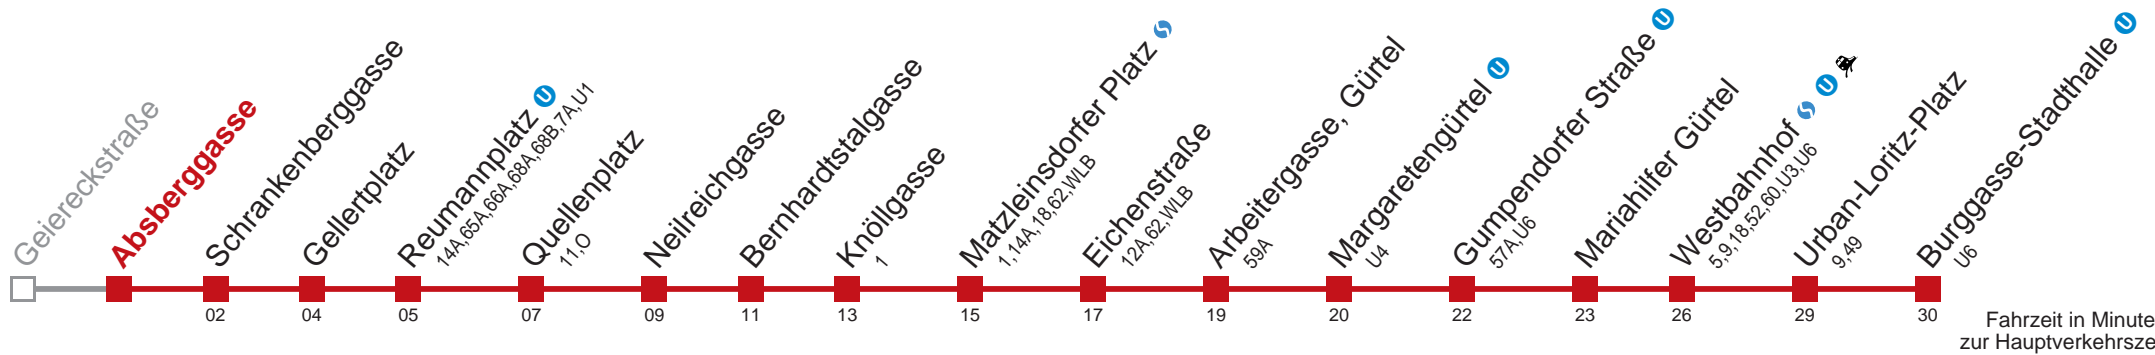 Geiereckstraße
Absberggasse
Schrankenberggasse
02
Gellertplatz
04
Reumannplatz U
14A,65A,66A,68A,68B,7A,U1
05
Quellenplatz
11,O
07
Neilreichgasse
09
Bernhardtstalgasse
11
Knöllgasse
1
13
Matzleinsdorfer Platz S
1,14A,18,62,WLB
15
Eichenstraße
12A,62,WLB
17
Arbeitergasse, Gürtel
59A
19
Margaretengürtel U
U4
20
Gumpendorfer Straße U
57A,U6
22
Mariahilfer Gürtel
23
Westbahnhof S U
5,9,18,52,60,U3,U6
26
Urban-Loritz-Platz
9,49
29
Burggasse-Stadthalle U
U6
30
Fahrzeit in Minute
zur Hauptverkehrsze